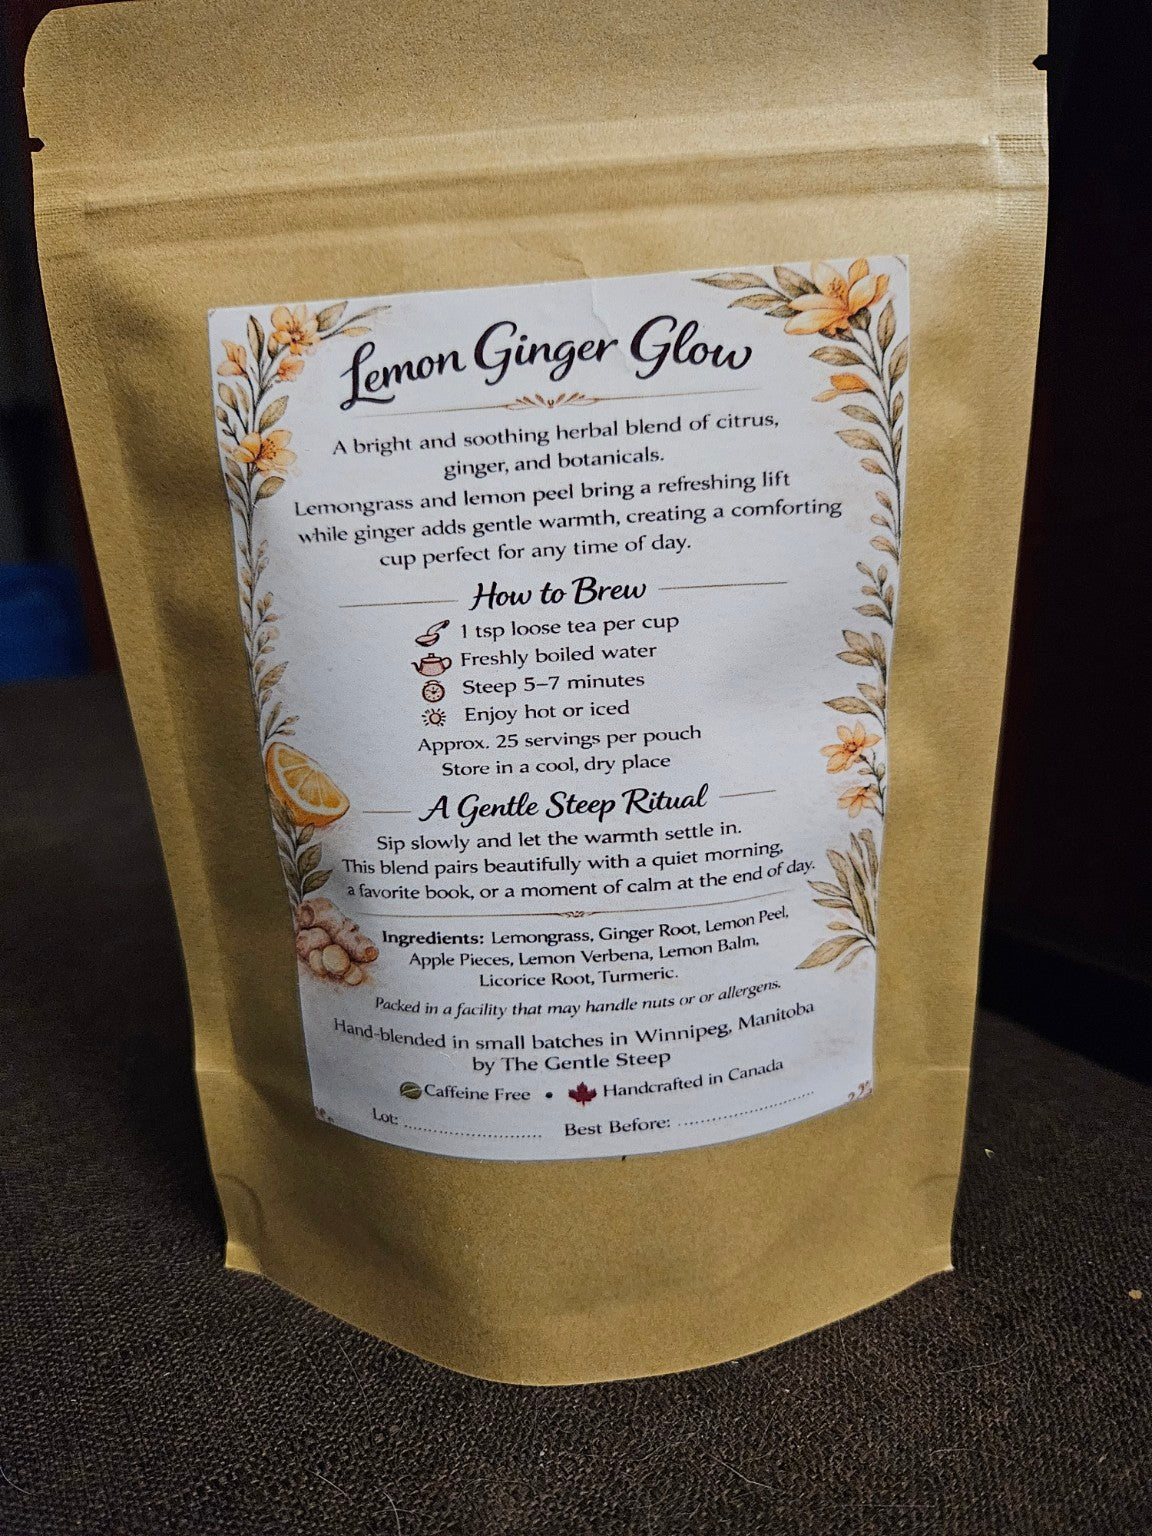 Lemon Ginger Glow
A bright and soothing herbal blend of citrus,
ginger, and botanicals.
Lemongrass and lemon peel bring a refreshing lift
while ginger adds gentle warmth, creating a comforting
cup perfect for any time of day.
How to Brew
1 tsp loose tea per cup
Freshly boiled water
Steep 5–7 minutes
Enjoy hot or iced
Approx. 25 servings per pouch
Store in a cool, dry place
A Gentle Steep Ritual
Sip slowly and let the warmth settle in.
This blend pairs beautifully with a quiet morning,
a favorite book, or a moment of calm at the end of day.
Ingredients: Lemongrass, Ginger Root, Lemon Peel,
Apple Pieces, Lemon Verbena, Lemon Balm,
Licorice Root, Turmeric.
Packed in a facility that may handle nuts or or allergens.
Hand-blended in small batches in Winnipeg, Manitoba
by The Gentle Steep
Caffeine Free • Handcrafted in Canada
Lot: .......................... Best Before: .........................